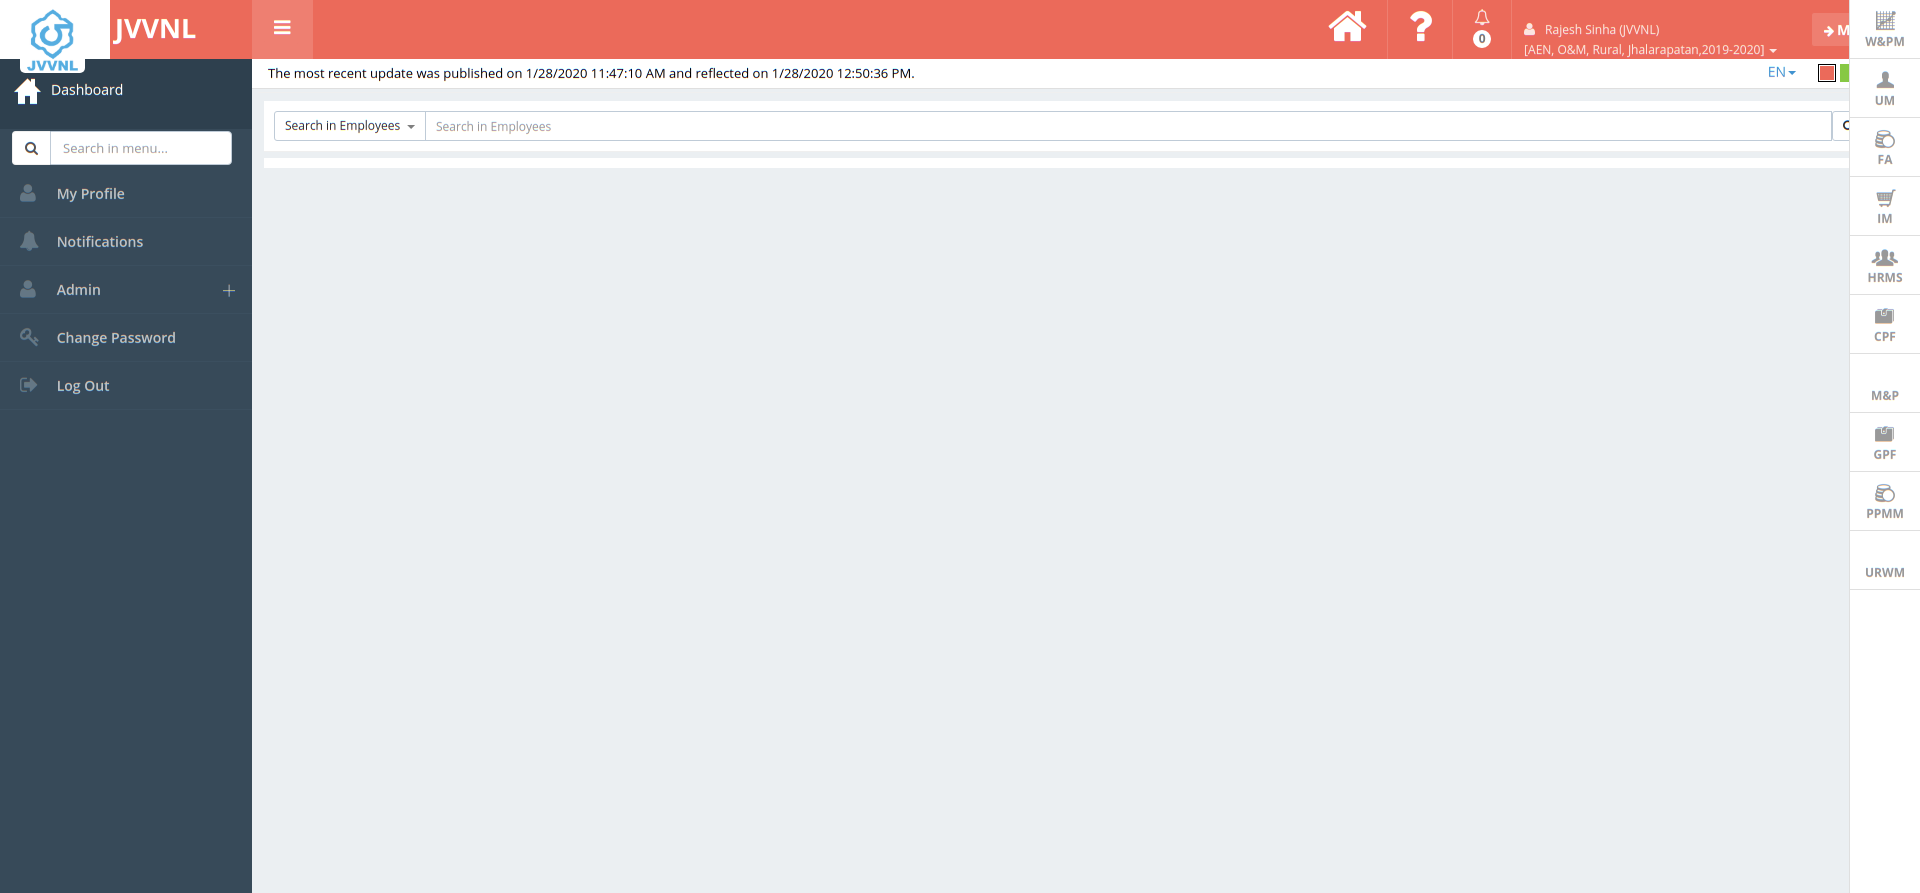 JVVNL
JVVNL
0
Rajesh Sinha (JVVNL)
[AEN, O&M, Rural, Jhalarapatan,2019-2020]
M
Dashboard
Search in menu...
My Profile
Notifications
Admin
Change Password
Log Out
The most recent update was published on 1/28/2020 11:47:10 AM and reflected on 1/28/2020 12:50:36 PM.
EN
Search in Employees
Search in Employees
W&PM
UM
FA
IM
HRMS
CPF
M&P
GPF
PPMM
URWM